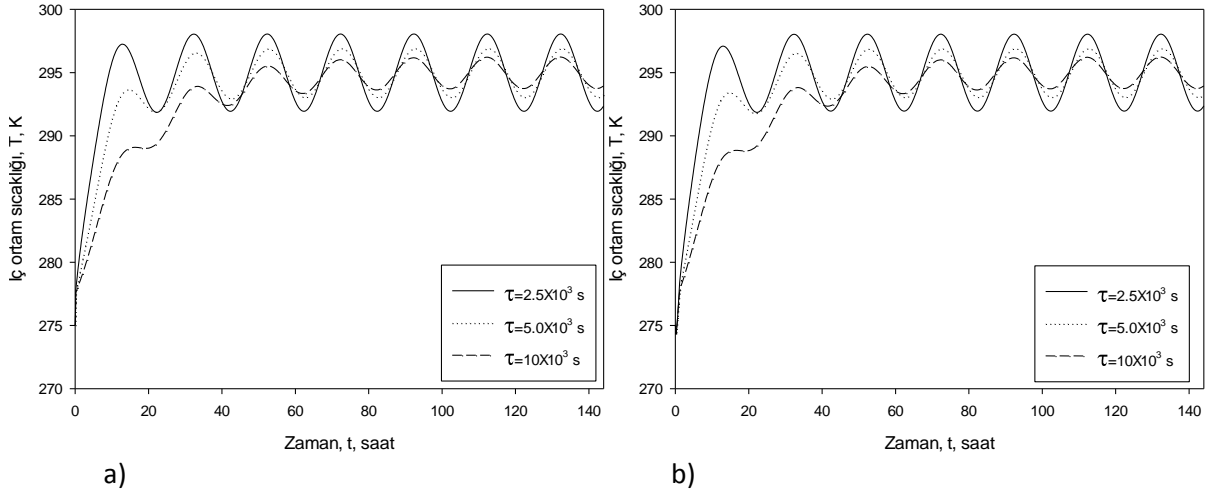 300
295
290
285
280
275
270
İç ortam sıcaklığı, T, K
τ=2.5X10³ s
τ=5.0X10³ s
τ=10X10³ s
0 20 40 60 80 100 120 140
Zaman, t, saat
a)
300
295
290
285
280
275
270
İç ortam sıcaklığı, T, K
τ=2.5X10³ s
τ=5.0X10³ s
τ=10X10³ s
0 20 40 60 80 100 120 140
Zaman, t, saat
b)